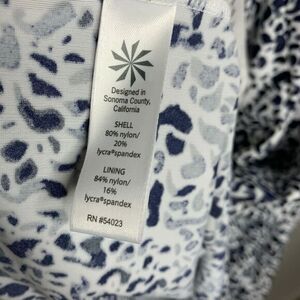 Designed in
Sonoma County,
California
SHELL
80% nylon/
20%
lycra®spandex
LINING
84% nylon/
16%
lycra®spandex
RN #54023